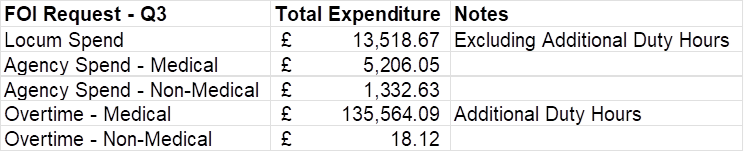 FOI Request - Q3 Total Expenditure Notes
Locum Spend £ 13,518.67 Excluding Additional Duty Hours
Agency Spend - Medical £ 5,206.05
Agency Spend - Non-Medical £ 1,332.63
Overtime - Medical £ 135,564.09 Additional Duty Hours
Overtime - Non-Medical £ 18.12